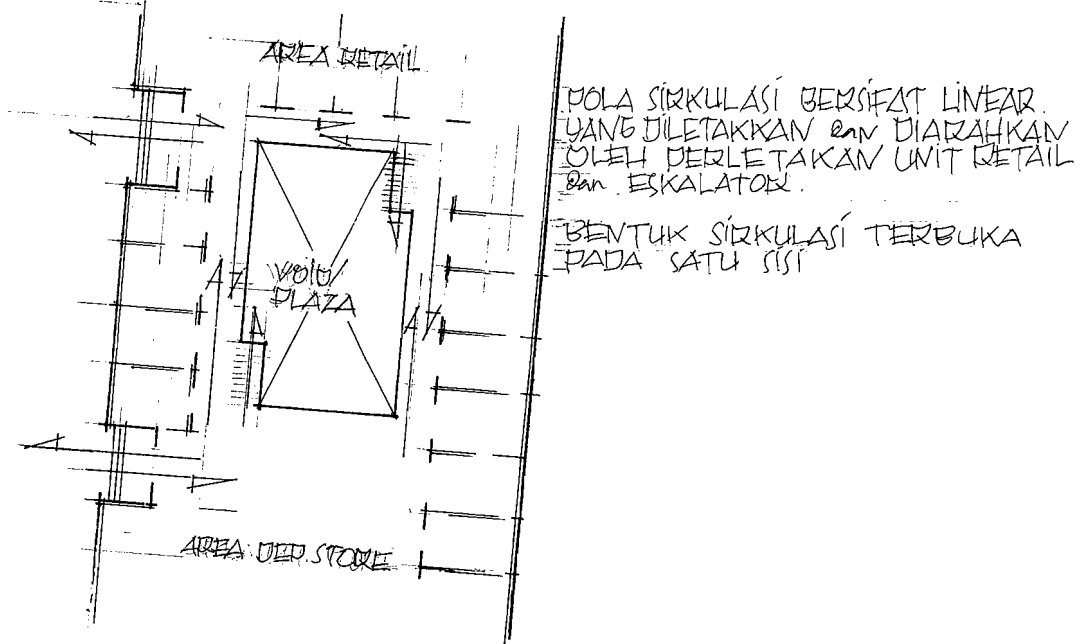 AREA RETAIL
POLA SIRKULASI BERSIFAT LINEAR.
YANG DILETAKKAN dan DIARAHKAN
OLEH PERLETAKAN UNIT RETAIL
dan ESKALATOR.
BENTUK SIRKULASI TERBUKA
PADA SATU SISI
VOID/
PLAZA
AREA DEP. STORE